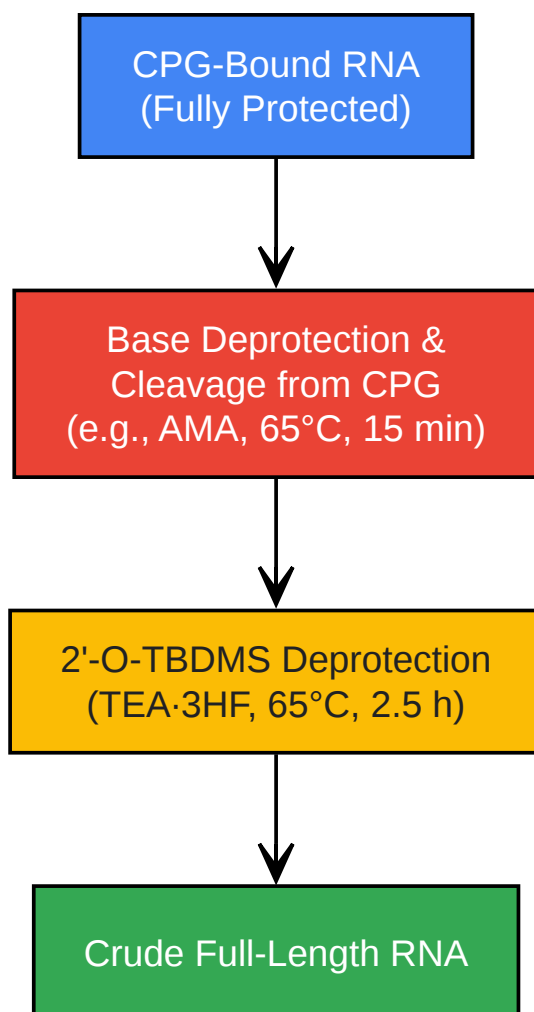 CPG-Bound RNA
(Fully Protected)
Base Deprotection &
Cleavage from CPG
(e.g., AMA, 65°C, 15 min)
2'-O-TBDMS Deprotection
(TEA·3HF, 65°C, 2.5 h)
Crude Full-Length RNA